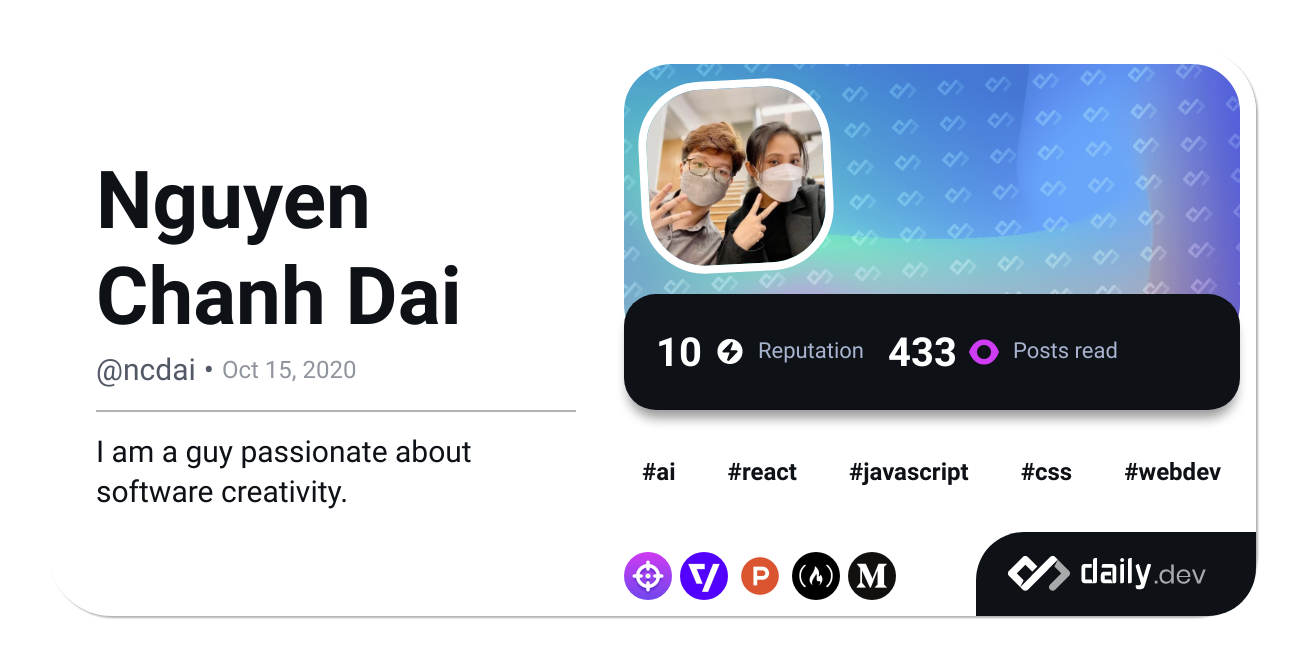 Nguyen
Chanh Dai
@ncdai • Oct 15, 2020
I am a guy passionate about
software creativity.
10 Reputation 433 Posts read
#ai #react #javascript #css #webdev
P M
daily.dev